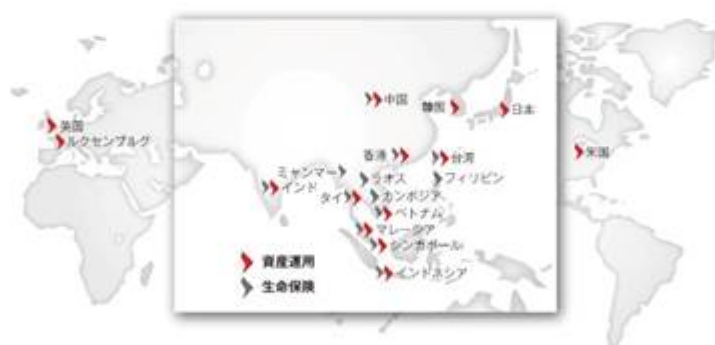 中国
韓国
日本
英国
ルクセンブルグ
香港
台湾
米国
ミャンマー
ラオス
フィリピン
インド
タイ
カンボジア
ベトナム
マレーシア
シンガポール
資産運用
インドネシア
生命保険